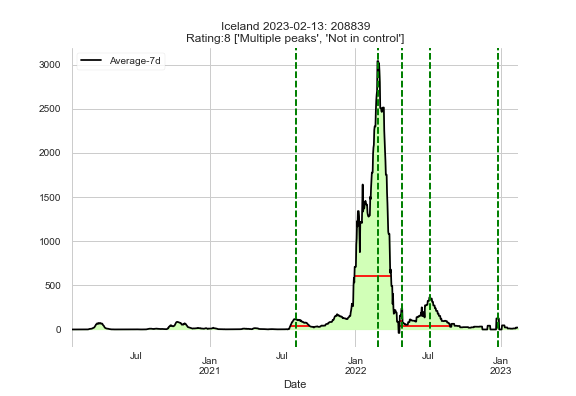 Iceland 2023-02-13: 208839
Rating:8 ['Multiple peaks', 'Not in control']
Average-7d
3000
2500
2000
1500
1000
500
0
Jul
Jan
2021
Jul
Jan
2022
Jul
Jan
2023
Date